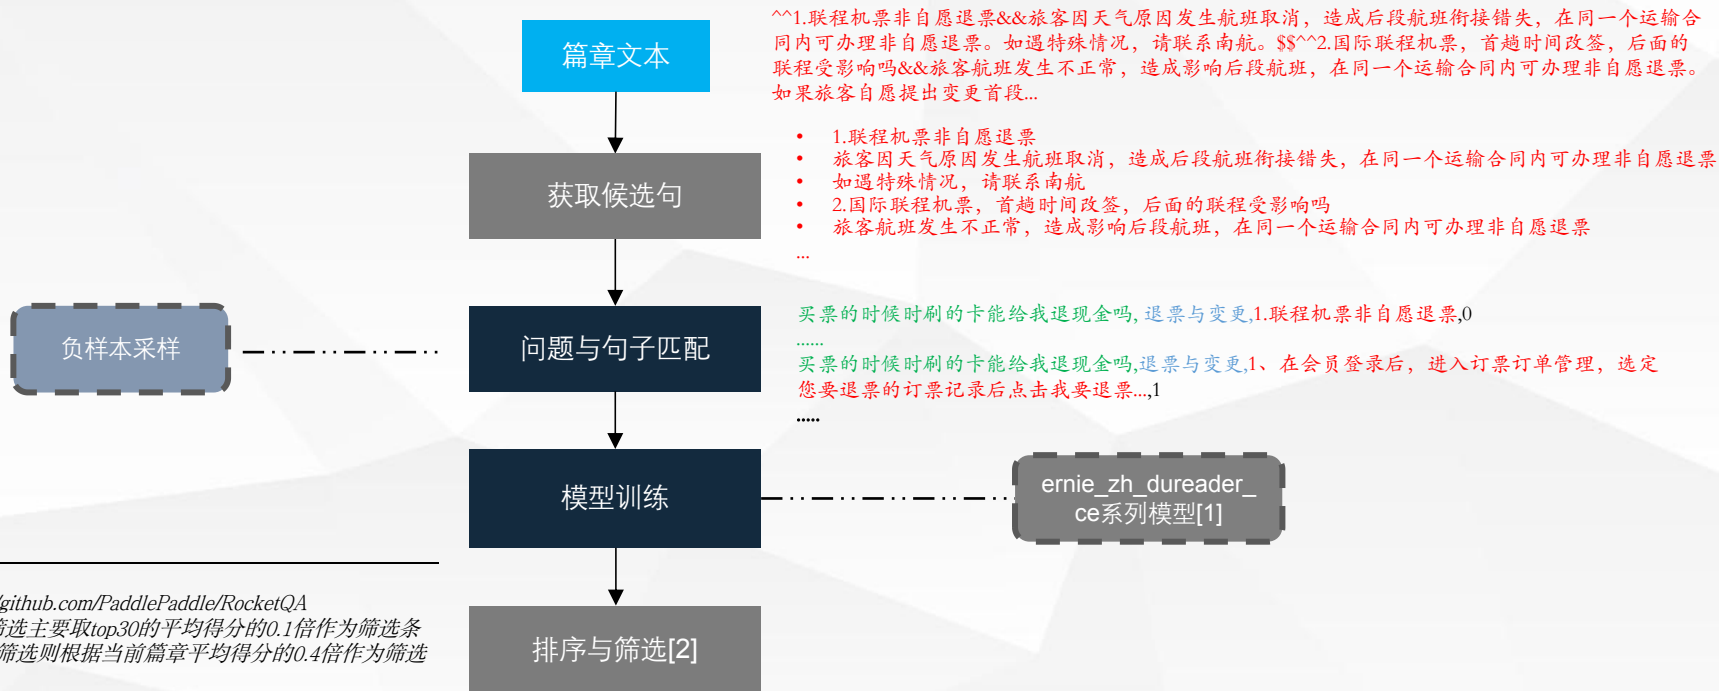 ^^1.联程机票非自愿退票&&旅客因天气原因发生航班取消，造成后段航班衔接错失，在同一个运输合
同内可办理非自愿退票。如遇特殊情况，请联系南航。$$^^2.国际联程机票，首趟时间改签，后面的
联程受影响吗&&旅客航班发生不正常，造成影响后段航班，在同一个运输合同内可办理非自愿退票。
如果旅客自愿提出变更首段...
篇章文本
• 1.联程机票非自愿退票
• 旅客因天气原因发生航班取消，造成后段航班衔接错失，在同一个运输合同内可办理非自愿退票
• 如遇特殊情况，请联系南航
• 2.国际联程机票，首趟时间改签，后面的联程受影响吗
• 旅客航班发生不正常，造成影响后段航班，在同一个运输合同内可办理非自愿退票
...
获取候选句
买票的时候时刷的卡能给我退现金吗, 退票与变更,1.联程机票非自愿退票,0
......
买票的时候时刷的卡能给我退现金吗,退票与变更,1、在会员登录后，进入订票订单管理，选定
您要退票的订票记录后点击我要退票...,1
.....
负样本采样
问题与句子匹配
模型训练
ernie_zh_dureader_
ce系列模型[1]
/github.com/PaddlePaddle/RocketQA
筛选主要取top30的平均得分的0.1倍作为筛选条
筛选则根据当前篇章平均得分的0.4倍作为筛选
排序与筛选[2]